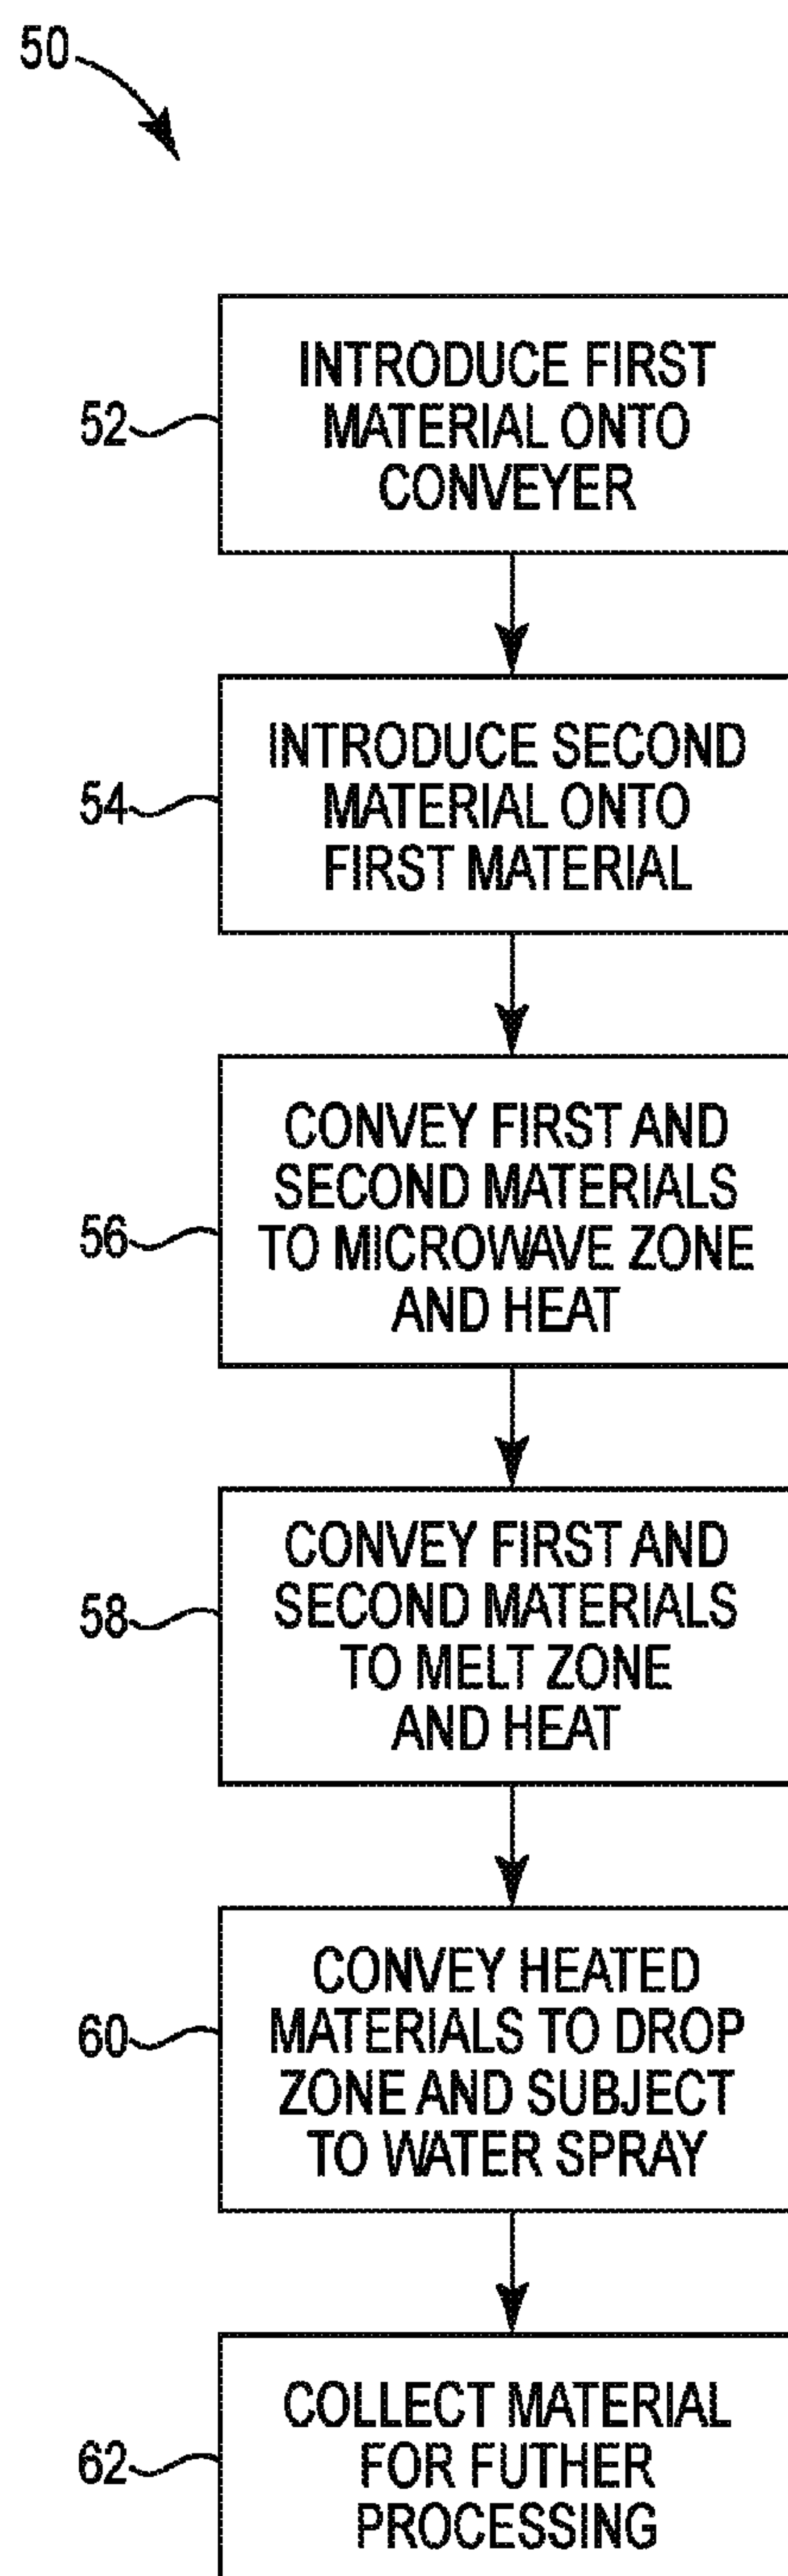 50
52
INTRODUCE FIRST
MATERIAL ONTO
CONVEYER
54
INTRODUCE SECOND
MATERIAL ONTO
FIRST MATERIAL
56
CONVEY FIRST AND
SECOND MATERIALS
TO MICROWAVE ZONE
AND HEAT
58
CONVEY FIRST AND
SECOND MATERIALS
TO MELT ZONE
AND HEAT
60
CONVEY HEATED
MATERIALS TO DROP
ZONE AND SUBJECT
TO WATER SPRAY
62
COLLECT MATERIAL
FOR FUTHER
PROCESSING